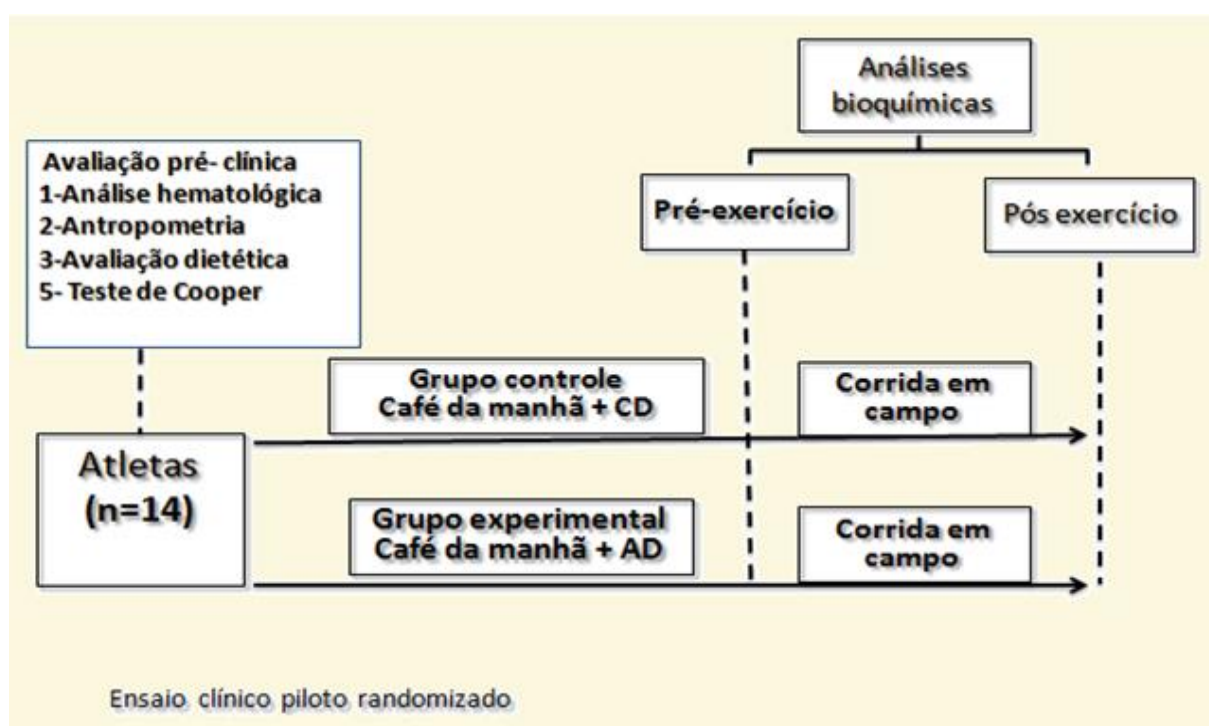 Análises
bioquímicas
Avaliação pré- clínica
1-Análise hematológica
2-Antropometria
3-Avaliação dietética
5- Teste de Cooper
Pré-exercício
Pós exercício
Grupo controle
Café da manhã + CD
Corrida em
campo
Atletas
(n=14)
Grupo experimental
Café da manhã + AD
Corrida em
campo
Ensaio clínico piloto randomizado